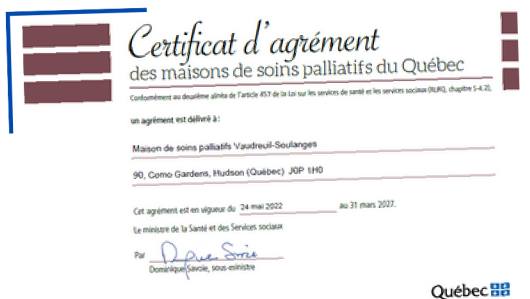 Certificat d'agrément
des maisons de soins palliatifs du Québec
Conformément au deuxième alinéa de l'article 457 de la Loi sur les services de santé et les services sociaux (RLRQ, chapitre S-4.2),
un agrément est délivré à :
Maison de soins palliatifs Vaudreuil-Soulanges
90, Como Gardens, Hudson (Québec) J0P 1H0
Cet agrément est en vigueur du 24 mai 2022 au 31 mars 2027.
Le ministre de la Santé et des Services sociaux
Par
Dominique Savoie, sous-ministre
Québec